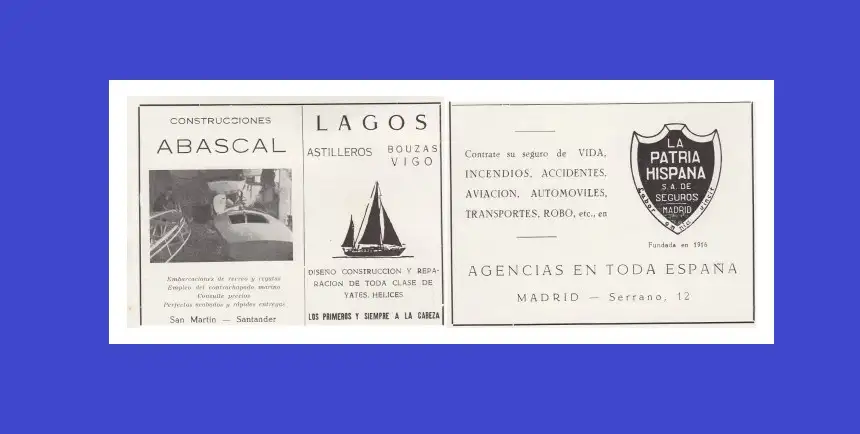 CONSTRUCCIONES
ABASCAL
Embarcaciones de recreo y regatas
Empleo del contrachapado marino
Consulte precios
Perfectos acabados y rápidas entregas
San Martín — Santander
LAGOS
ASTILLEROS BOUZAS
VIGO
DISEÑO CONSTRUCCION Y REPA-
RACION DE TODA CLASE DE
YATES. HELICES
LOS PRIMEROS Y SIEMPRE A LA CABEZA
Contrate su seguro de VIDA,
INCENDIOS, ACCIDENTES,
AVIACION, AUTOMOVILES,
TRANSPORTES, ROBO, etc., en
LA
PATRIA
HISPANA
S.A. DE
SEGUROS
MADRID
Labor omnia vincit
Fundada en 1916
AGENCIAS EN TODA ESPAÑA
MADRID — Serrano, 12